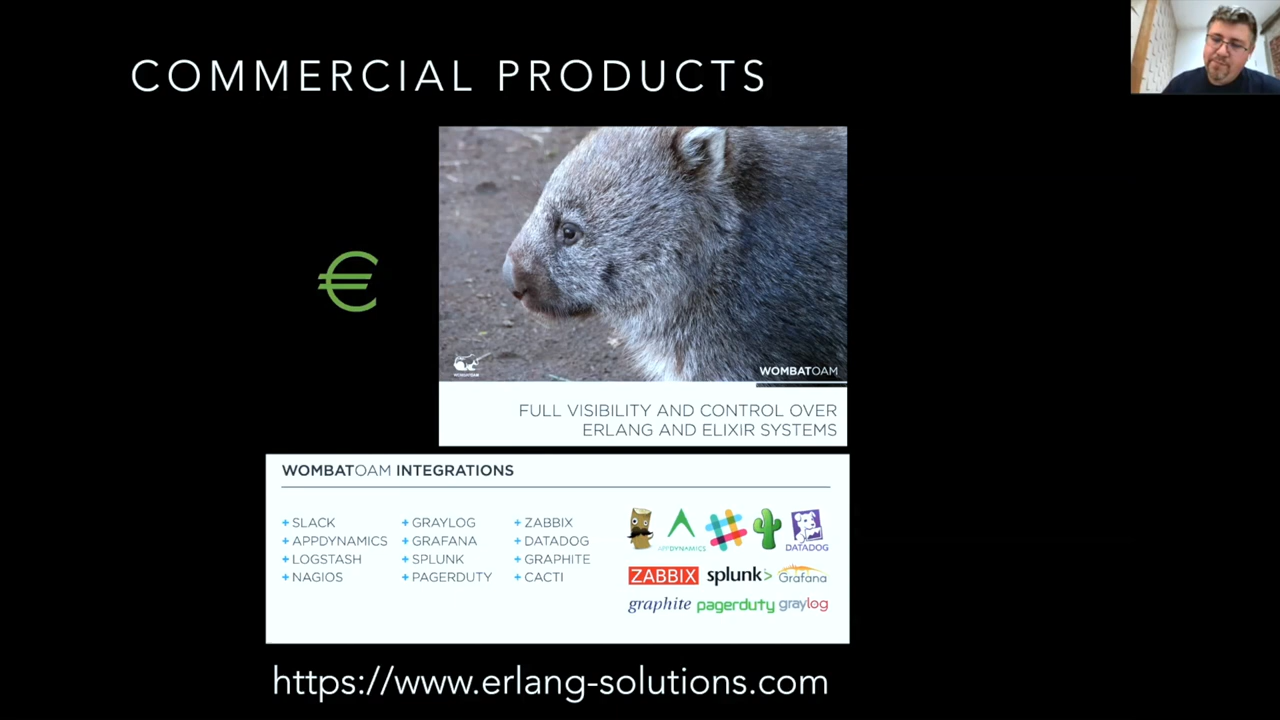 COMMERCIAL PRODUCTS
€
WOMBATOAM
WOMBATOAM
FULL VISIBILITY AND CONTROL OVER
ERLANG AND ELIXIR SYSTEMS
WOMBATOAM INTEGRATIONS
+ SLACK
+ APPDYNAMICS
+ LOGSTASH
+ NAGIOS
+ GRAYLOG
+ GRAFANA
+ SPLUNK
+ PAGERDUTY
+ ZABBIX
+ DATADOG
+ GRAPHITE
+ CACTI
APPDYNAMICS
DATADOG
ZABBIX splunk> Grafana
graphite pagerduty graylog
https://www.erlang-solutions.com